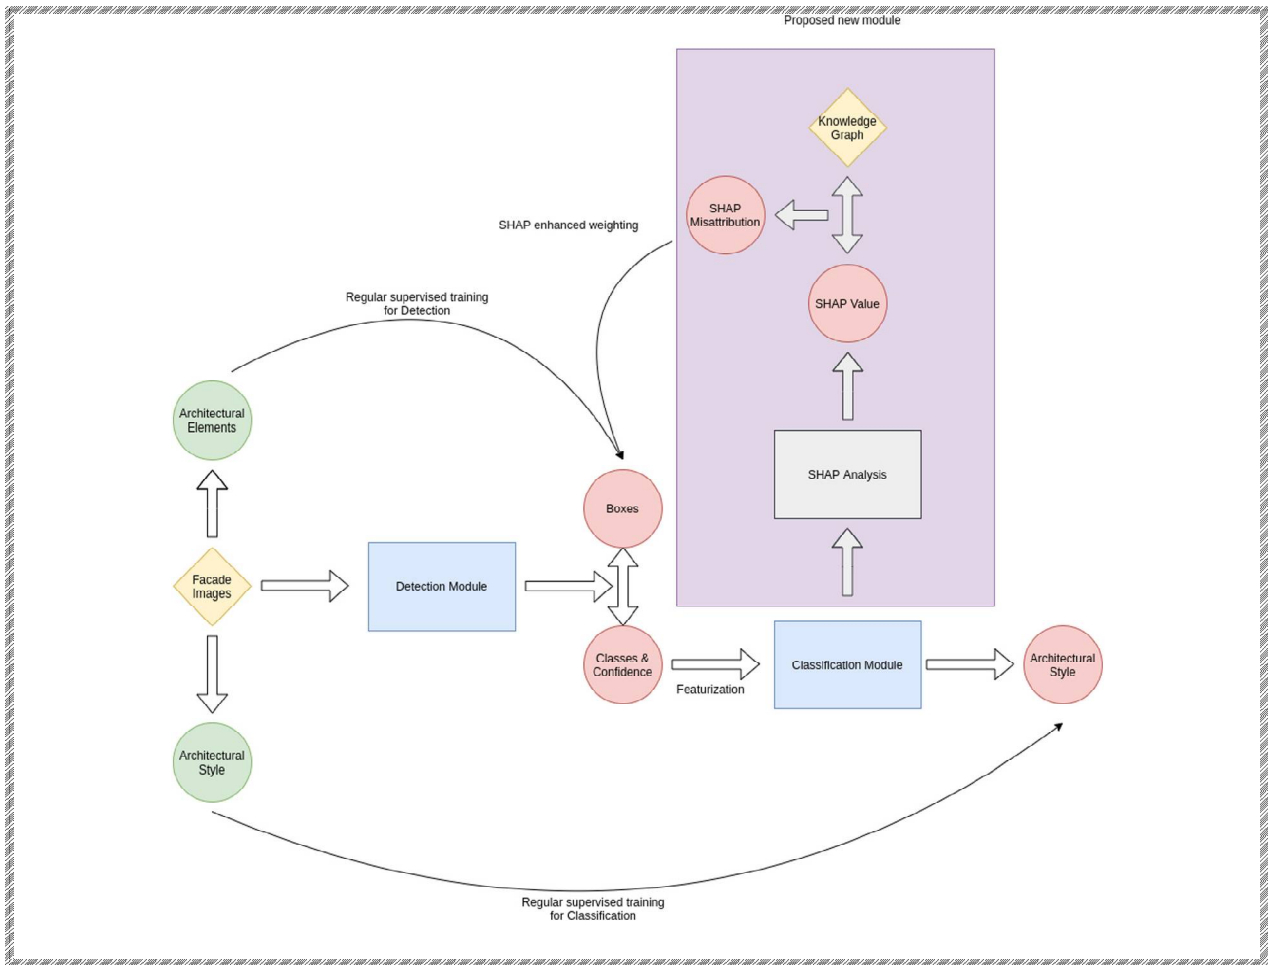 Proposed new module
Knowledge
Graph
SHAP
Misattribution
SHAP enhanced weighting
SHAP Value
Regular supervised training
for Detection
Architectural
Elements
SHAP Analysis
Boxes
Facade
Images
Detection Module
Classes &
Confidence
Featurization
Classification Module
Architectural
Style
Architectural
Style
Regular supervised training
for Classification